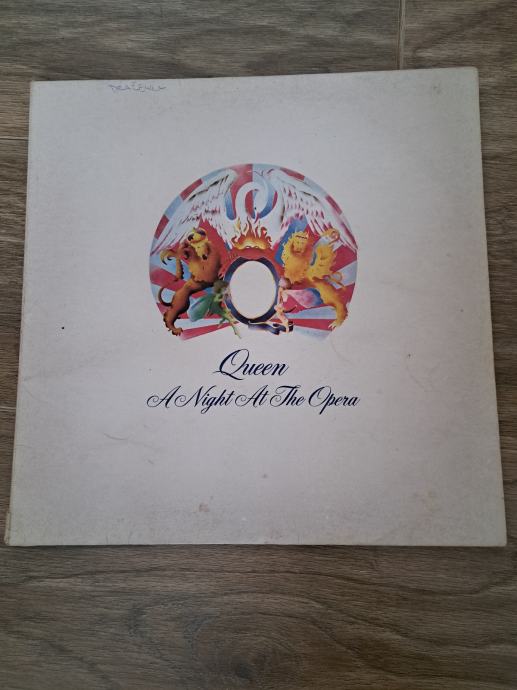 Queen
A Night At The Opera